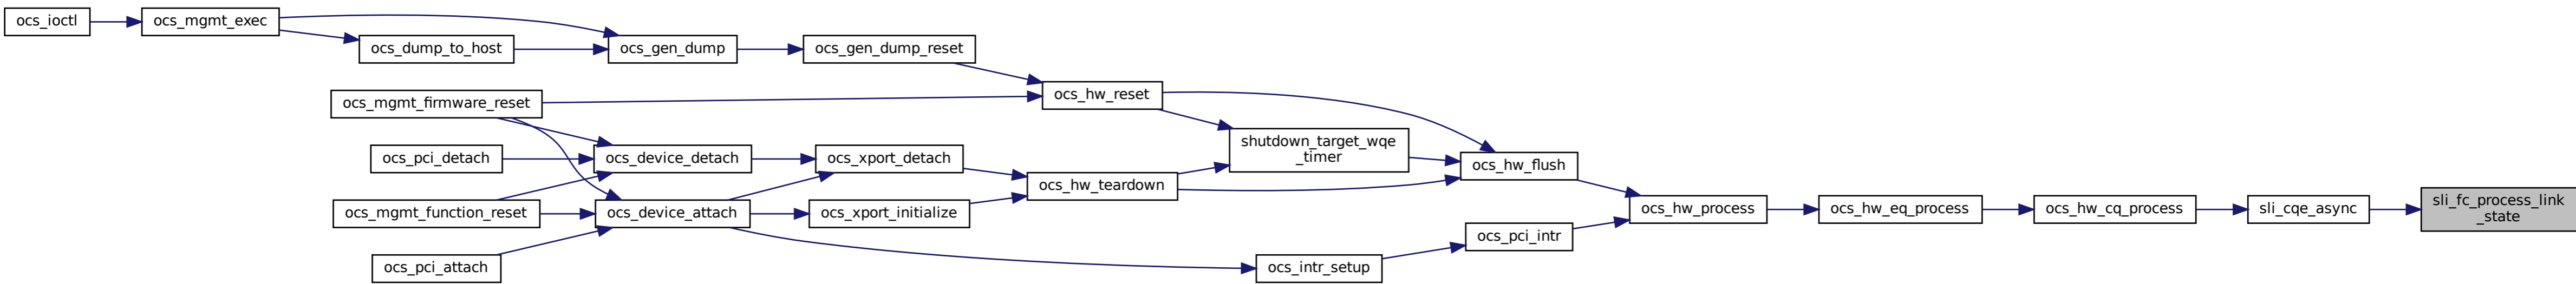 ocs_ioctl
ocs_mgmt_exec
ocs_dump_to_host
ocs_gen_dump
ocs_gen_dump_reset
ocs_mgmt_firmware_reset
ocs_hw_reset
ocs_pci_detach
ocs_device_detach
ocs_xport_detach
shutdown_target_wqe
_timer
ocs_hw_flush
ocs_hw_teardown
ocs_mgmt_function_reset
ocs_device_attach
ocs_xport_initialize
ocs_hw_process
ocs_hw_eq_process
ocs_hw_cq_process
sli_cqe_async
sli_fc_process_link
_state
ocs_pci_intr
ocs_pci_attach
ocs_intr_setup